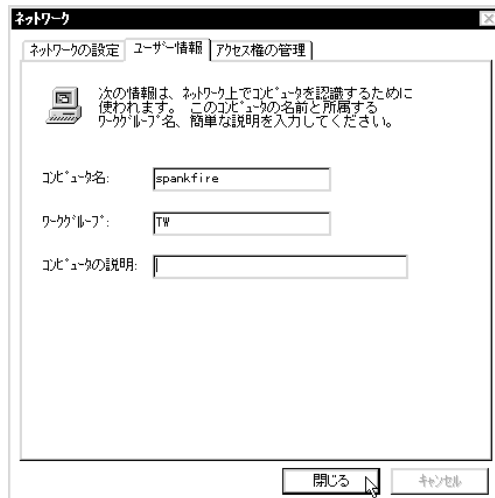 ネットワーク
ネットワークの設定 ユーザー情報 アクセス権の管理
次の情報は、ネットワーク上でコンピュータを認識するために
使われます。 このコンピュータの名前と所属する
ワークグループ名、簡単な説明を入力してください。
コンピュータ名: spankfire
ワークグループ: TW
コンピュータの説明:
閉じる キャンセル